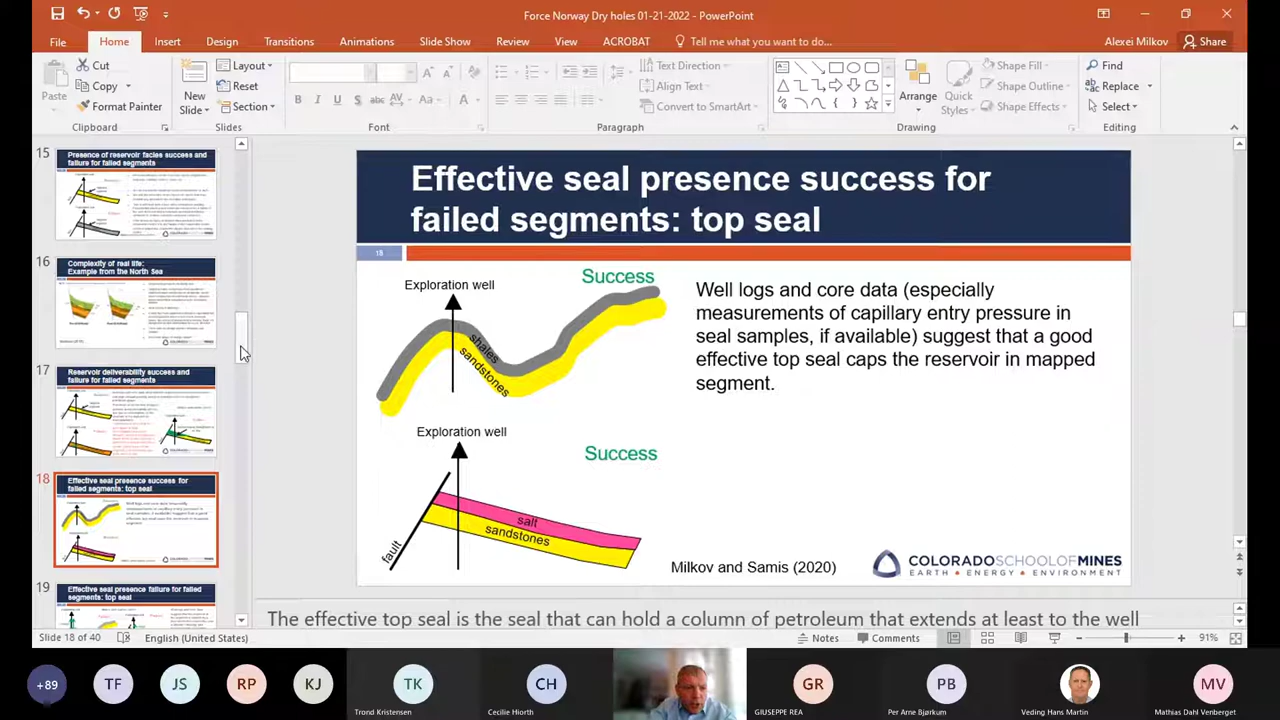 Force Norway Dry holes 01-21-2022 - PowerPoint
File Home Insert Design Transitions Animations Slide Show Review View ACROBAT Tell me what you want to do... Alexei Milkov Share
Paste
Cut
Copy
Format Painter
New
Slide
Layout
Reset
Section
B I U S abc AV Aa A
Text Direction
Align Text
Convert to SmartArt
Arrange
Quick
Styles
Shape Fill
Shape Outline
Shape Effects
Find
Replace
Select
Clipboard Slides Font Paragraph Drawing Editing
15
Presence of reservoir facies success and
failure for failed segments
16
Complexity of real life:
Example from the North Sea
17
Reservoir deliverability success and
failure for failed segments
18
Effective seal presence success for
failed segments: top seal
19
Effective seal presence failure for failed
segments: top seal
Effective seal presence success for
failed segments: top seal
18
Success
Exploration well
shales
sandstones
Well logs and core data (especially
measurements of capillary entry pressure in
seal samples, if available) suggest that a good
effective top seal caps the reservoir in mapped
segment.
Exploration well
Success
salt
sandstones
fault
Milkov and Samis (2020)
COLORADOSCHOOLOFMINES
EARTH ENERGY ENVIRONMENT
The effective top seal is the seal that can hold a column of petroleum that extends at least to the well
Slide 18 of 40 English (United States) Notes Comments 91%
+89 TF JS RP KJ TK CH GR PB MV
Trond Kristensen Cecilie Hiorth GIUSEPPE REA Per Arne Bjørkum Veding Hans Martin Mathias Dahl Venberget